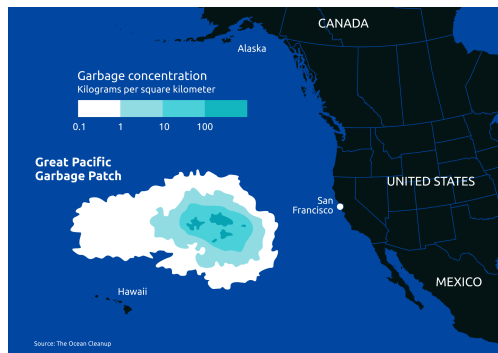 CANADA
Alaska
Garbage concentration
Kilograms per square kilometer
0.1 1 10 100
Great Pacific
Garbage Patch
UNITED STATES
San
Francisco
MEXICO
Hawaii
Source: The Ocean Cleanup